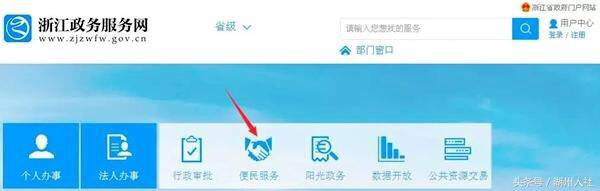 浙江省政府门户网站
浙江政务服务网
www.zjzwfw.gov.cn
省级
请输入您想找的服务
用户中心
登录 / 注册
部门窗口
个人办事
法人办事
行政审批
便民服务
阳光政务
数据开放
公共资源交易
头条号 / 湖州人社